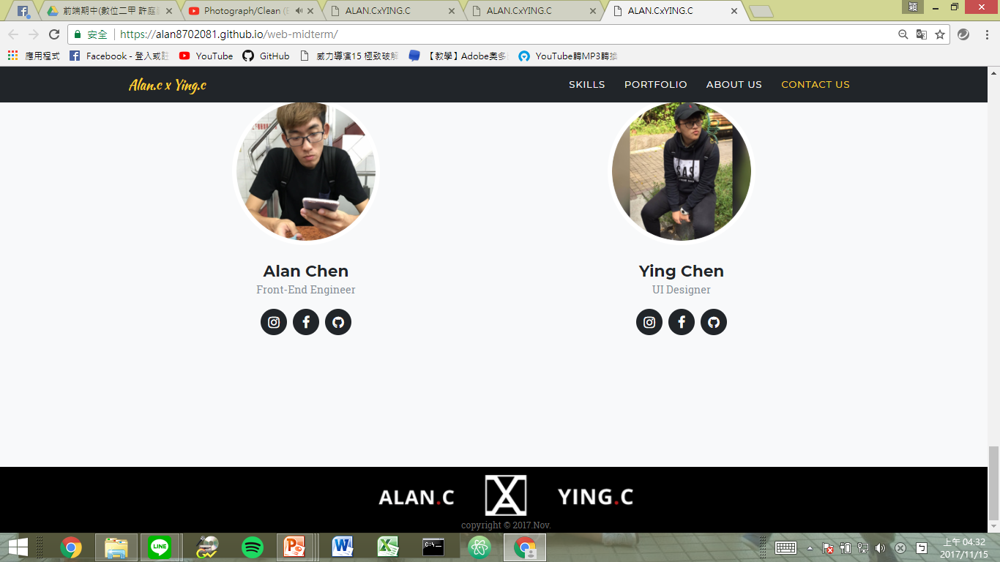 前端期中(數位二甲 許庭
Photograph/Clean
ALAN.CxYING.C
ALAN.CxYING.C
ALAN.CxYING.C
安全
https://alan8702081.github.io/web-midterm/
應用程式
Facebook - 登入或註
YouTube
GitHub
威力導演15 極致破解
【教學】Adobe奧多
YouTube轉MP3轉換
Alan.c x Ying.c
SKILLS
PORTFOLIO
ABOUT US
CONTACT US
SAS
Alan Chen
Front-End Engineer
Ying Chen
UI Designer
ALAN.C
YING.C
copyright © 2017.Nov.
LINE
上午 04:32
2017/11/15